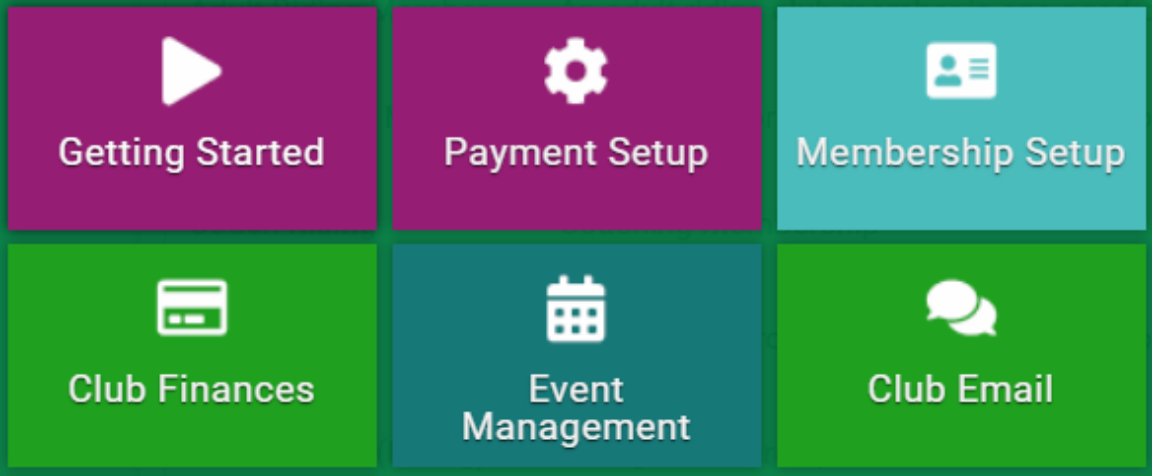 Getting Started
Payment Setup
Membership Setup
Club Finances
Event
Management
Club Email